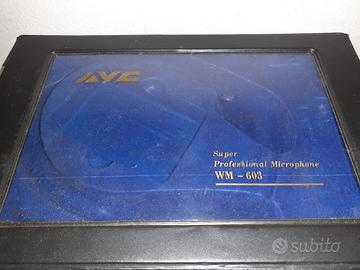 AVC
Super
Professional Microphone
WM - 603
subito